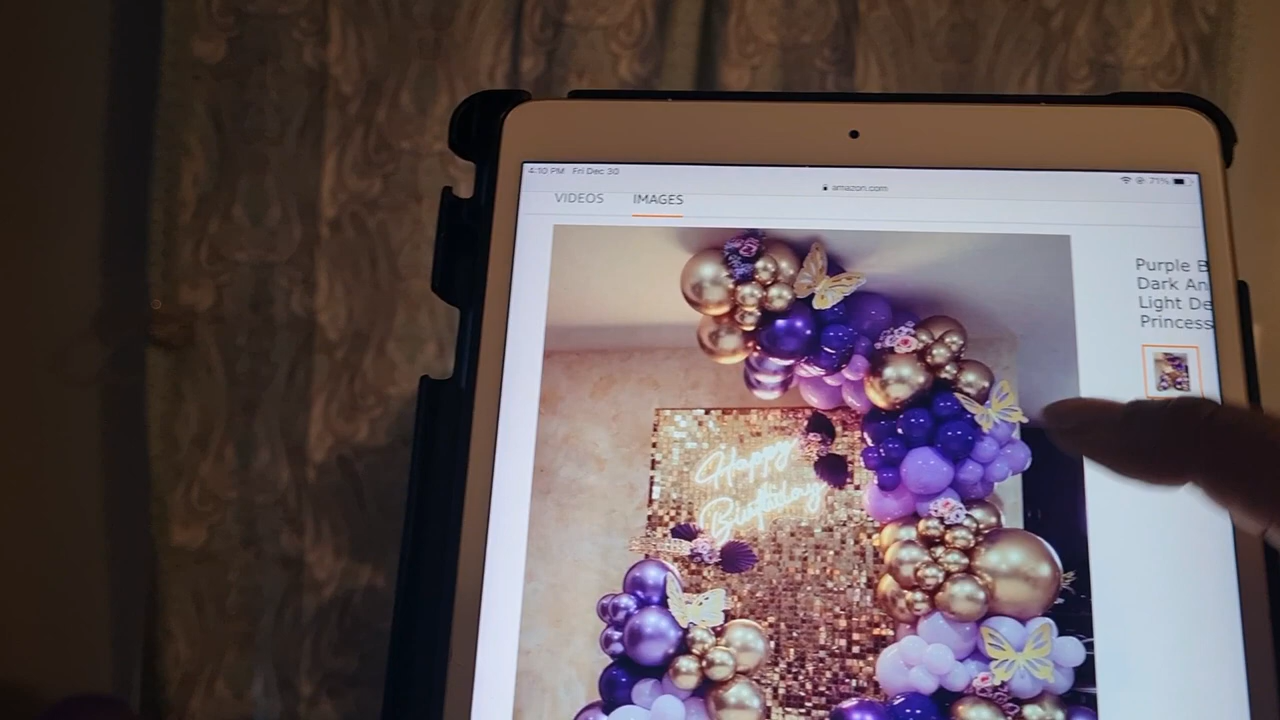 4:10 PM Fri Dec 30
amazon.com
71%
VIDEOS IMAGES
Purple B
Dark An
Light De
Princess
Happy
Birthday